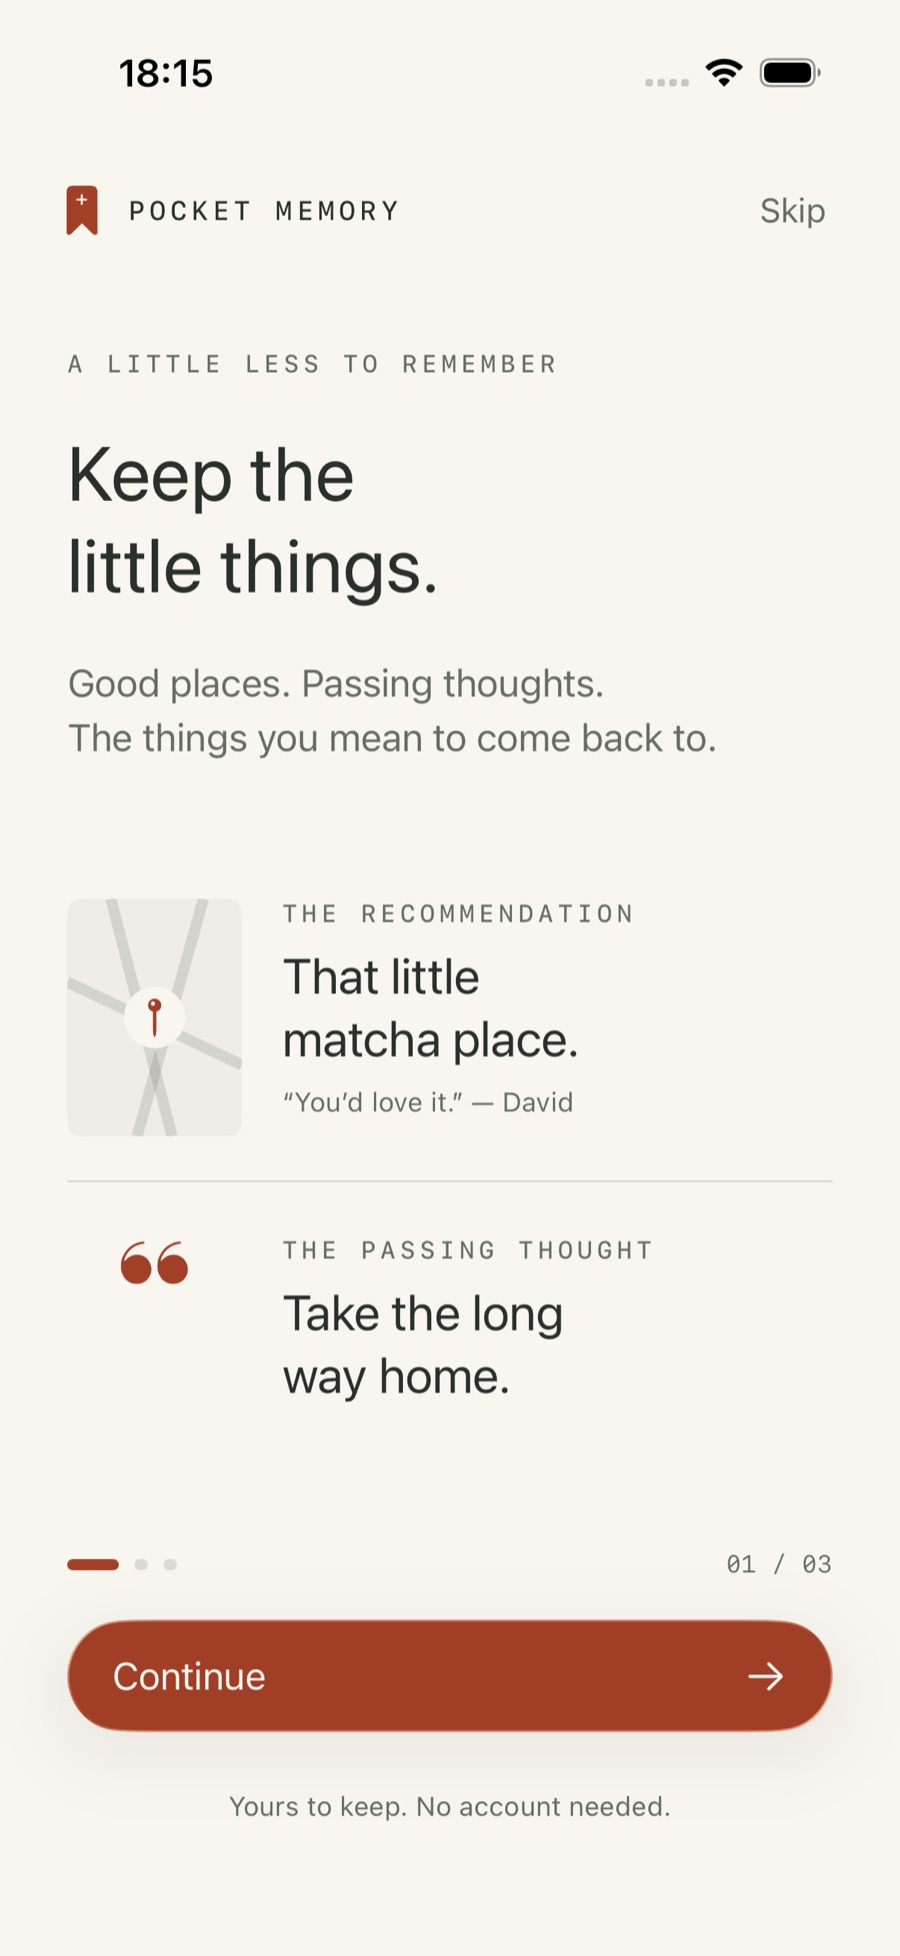 18:15
POCKET MEMORY
Skip
A LITTLE LESS TO REMEMBER
Keep the
little things.
Good places. Passing thoughts.
The things you mean to come back to.
THE RECOMMENDATION
That little
matcha place.
“You’d love it.” — David
THE PASSING THOUGHT
Take the long
way home.
01 / 03
Continue
Yours to keep. No account needed.